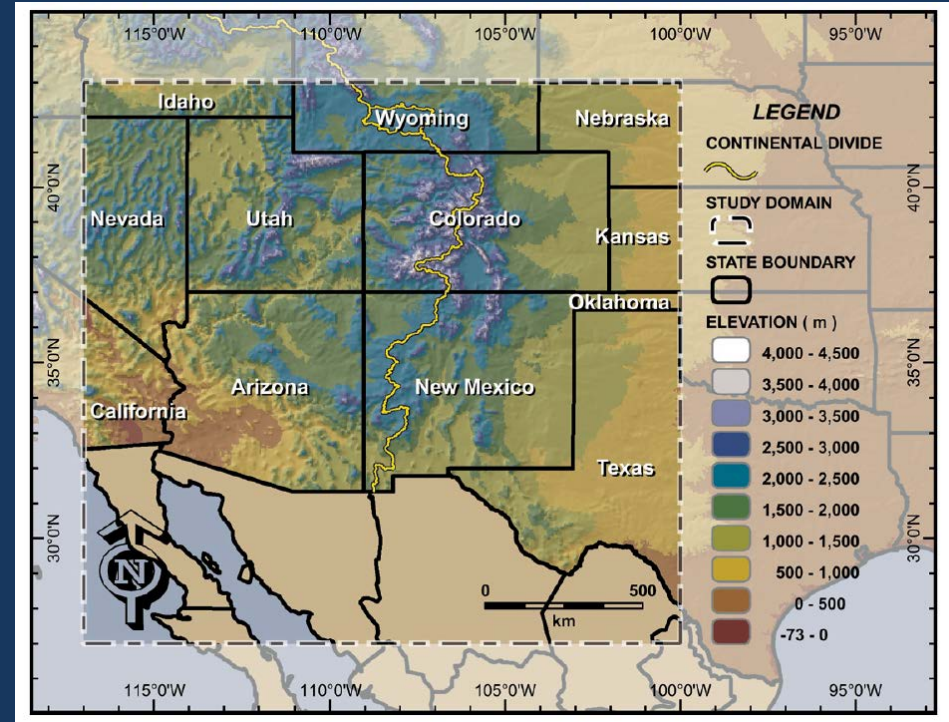 115°0'W 110°0'W 105°0'W 100°0'W 95°0'W
Idaho
Wyoming
Nebraska
Nevada
Utah
Colorado
Kansas
Oklahoma
Arizona
New Mexico
California
Texas
40°0'N
35°0'N
30°0'N
40°0'N
35°0'N
30°0'N
N
0 500
km
LEGEND
CONTINENTAL DIVIDE
STUDY DOMAIN
STATE BOUNDARY
ELEVATION ( m )
4,000 - 4,500
3,500 - 4,000
3,000 - 3,500
2,500 - 3,000
2,000 - 2,500
1,500 - 2,000
1,000 - 1,500
500 - 1,000
0 - 500
-73 - 0
115°0'W 110°0'W 105°0'W 100°0'W 95°0'W